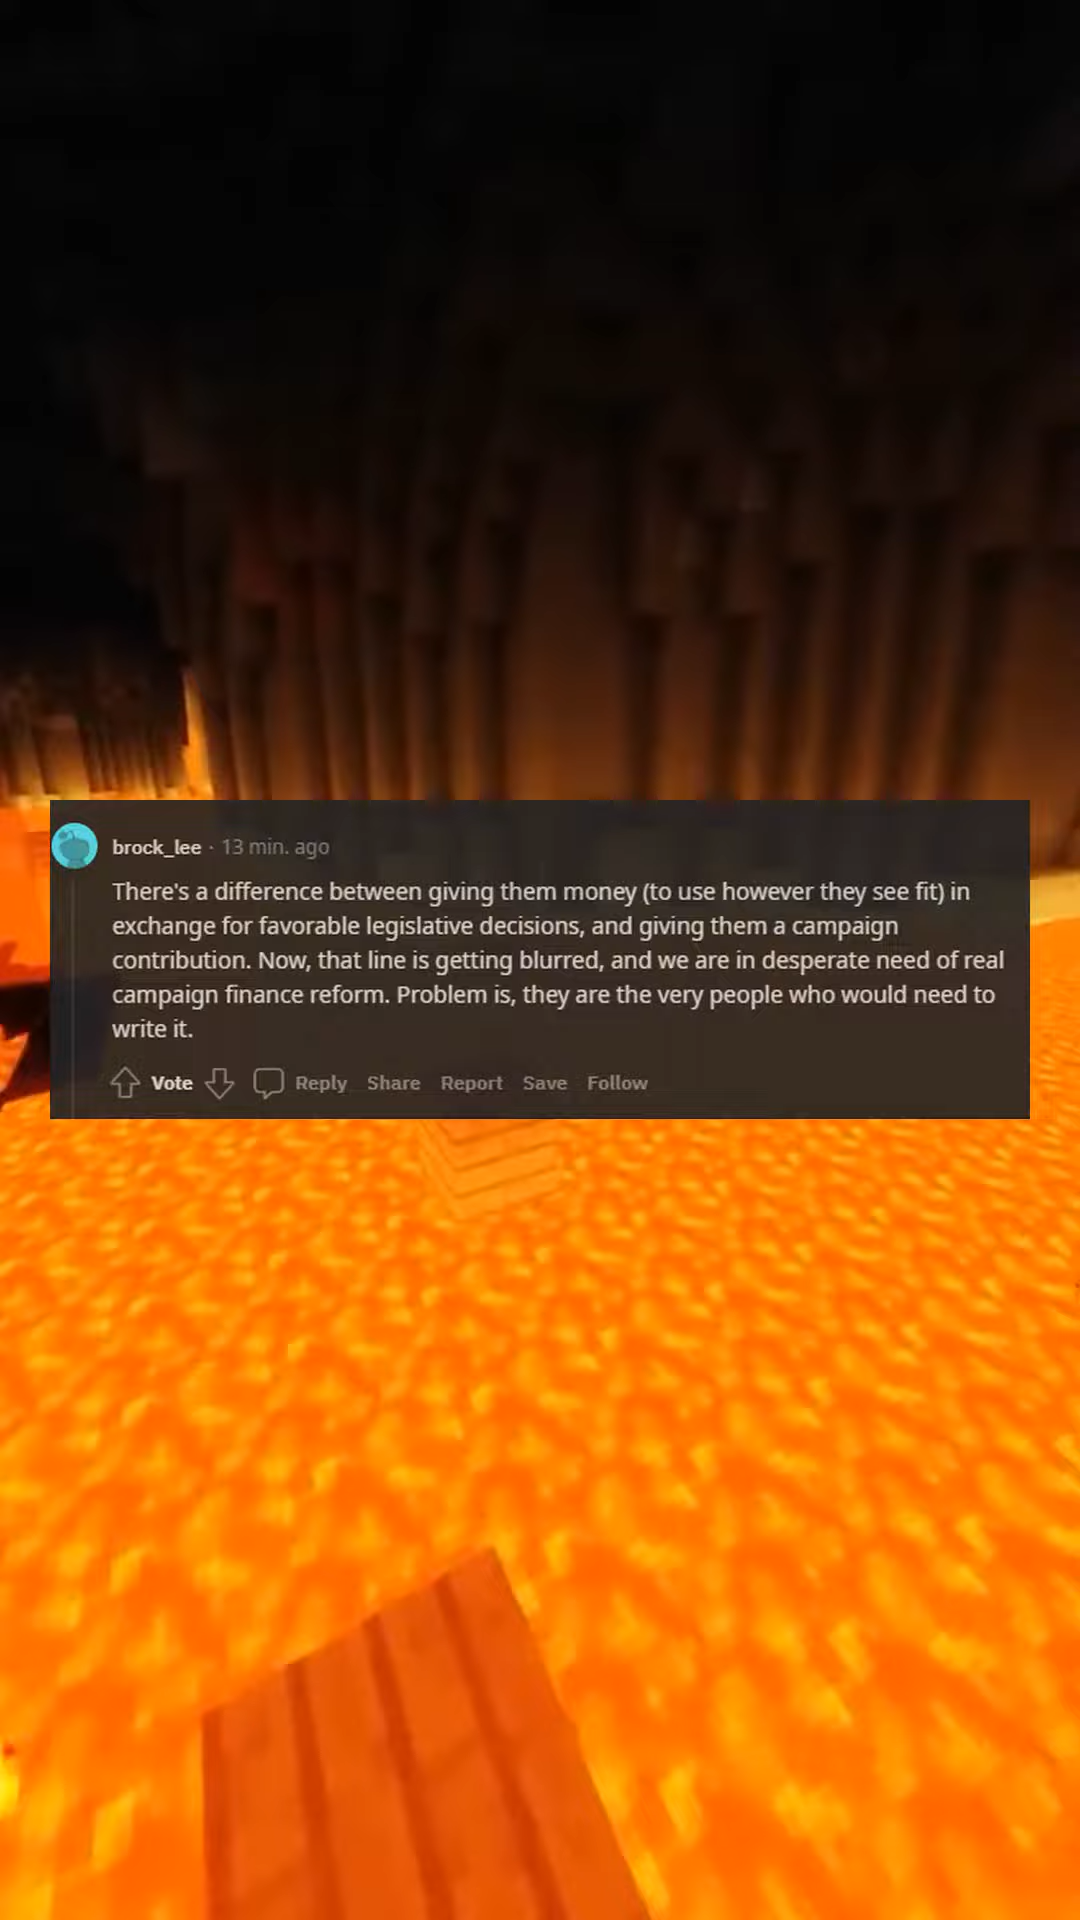 brock_lee · 13 min. ago
There's a difference between giving them money (to use however they see fit) in
exchange for favorable legislative decisions, and giving them a campaign
contribution. Now, that line is getting blurred, and we are in desperate need of real
campaign finance reform. Problem is, they are the very people who would need to
write it.
Vote Reply Share Report Save Follow